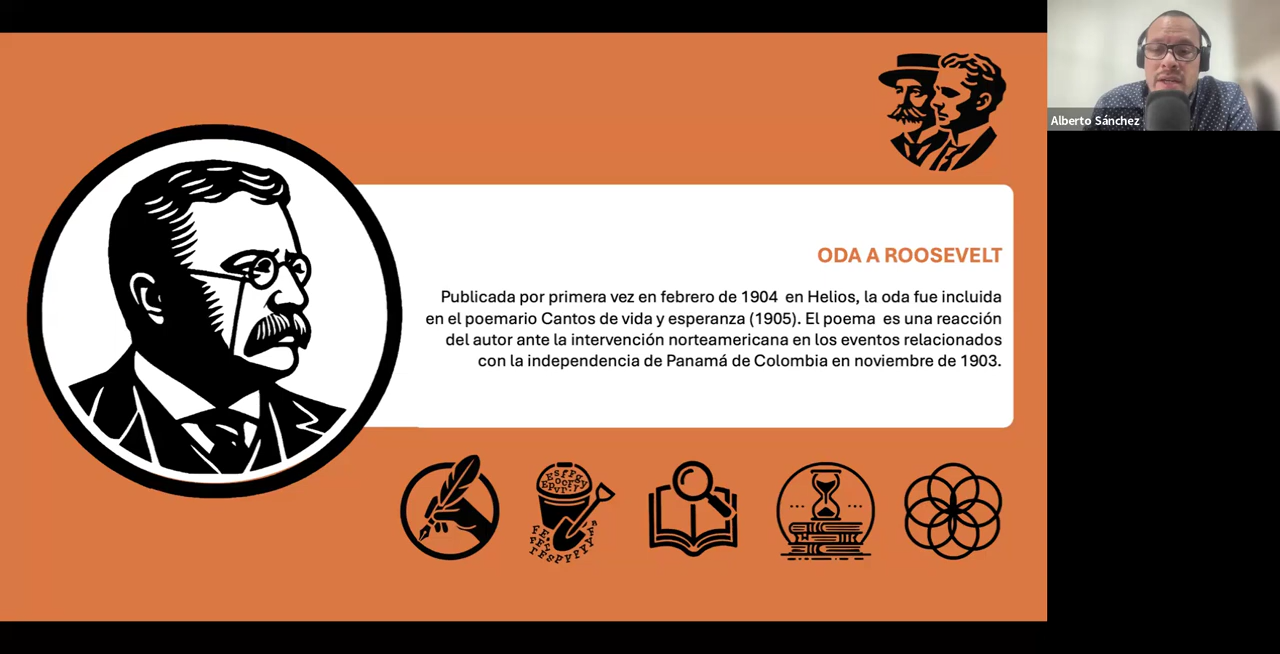 Alberto Sánchez
ODA A ROOSEVELT
Publicada por primera vez en febrero de 1904 en Helios, la oda fue incluida
en el poemario Cantos de vida y esperanza (1905). El poema es una reacción
del autor ante la intervención norteamericana en los eventos relacionados
con la independencia de Panamá de Colombia en noviembre de 1903.